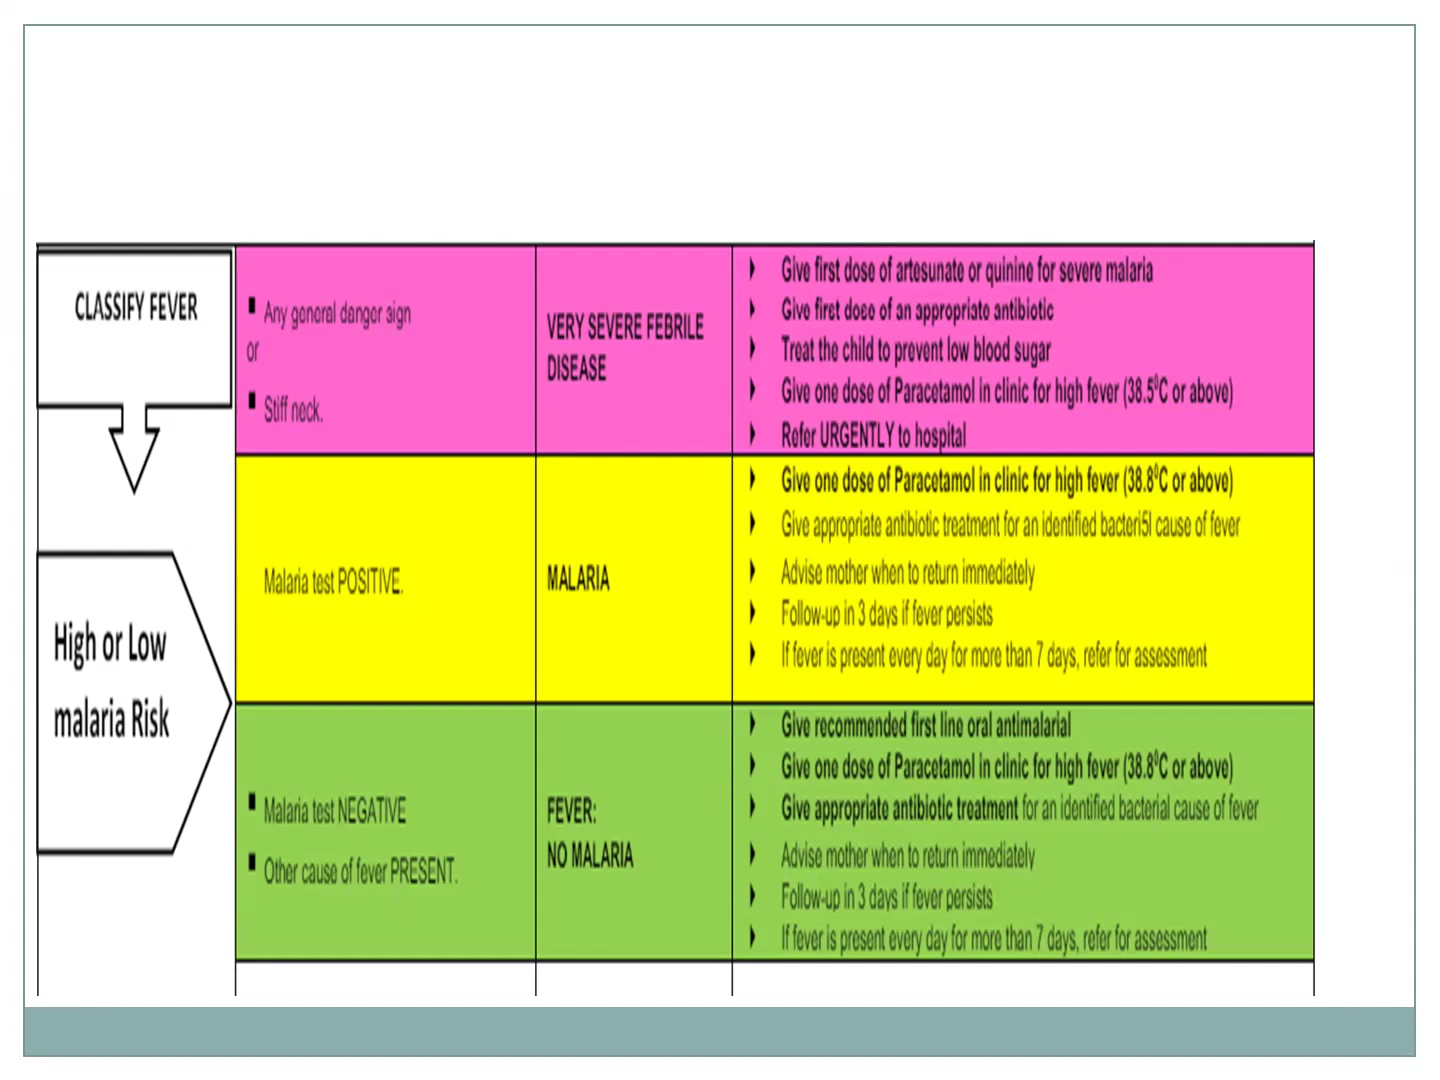 CLASSIFY FEVER
High or Low
malaria Risk
Any general danger sign
or
Stiff neck.
VERY SEVERE FEBRILE
DISEASE
Give first dose of artesunate or quinine for severe malaria
Give first dose of an appropriate antibiotic
Treat the child to prevent low blood sugar
Give one dose of Paracetamol in clinic for high fever (38.5⁰C or above)
Refer URGENTLY to hospital
Malaria test POSITIVE.
MALARIA
Give one dose of Paracetamol in clinic for high fever (38.8⁰C or above)
Give appropriate antibiotic treatment for an identified bacteri5l cause of fever
Advise mother when to return immediately
Follow-up in 3 days if fever persists
If fever is present every day for more than 7 days, refer for assessment
Malaria test NEGATIVE
Other cause of fever PRESENT.
FEVER:
NO MALARIA
Give recommended first line oral antimalarial
Give one dose of Paracetamol in clinic for high fever (38.8⁰C or above)
Give appropriate antibiotic treatment for an identified bacterial cause of fever
Advise mother when to return immediately
Follow-up in 3 days if fever persists
If fever is present every day for more than 7 days, refer for assessment